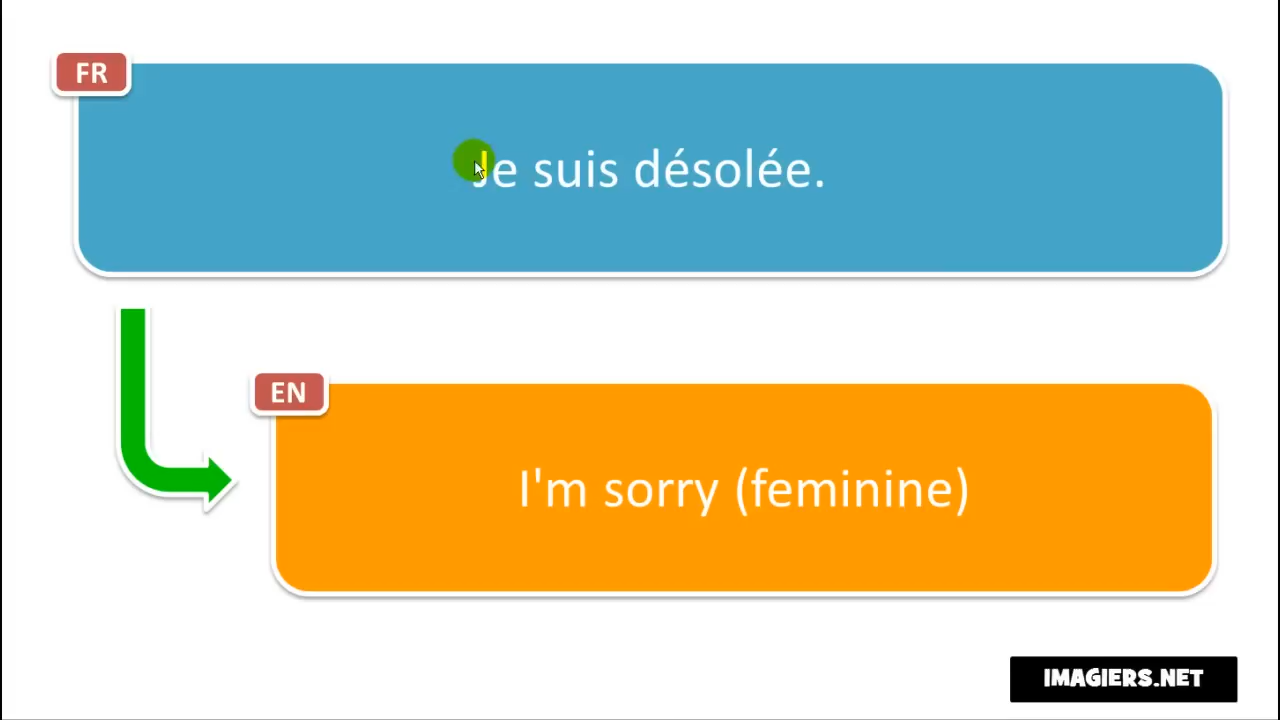 FR
Je suis désolée.
EN
I'm sorry (feminine)
IMAGIERS.NET